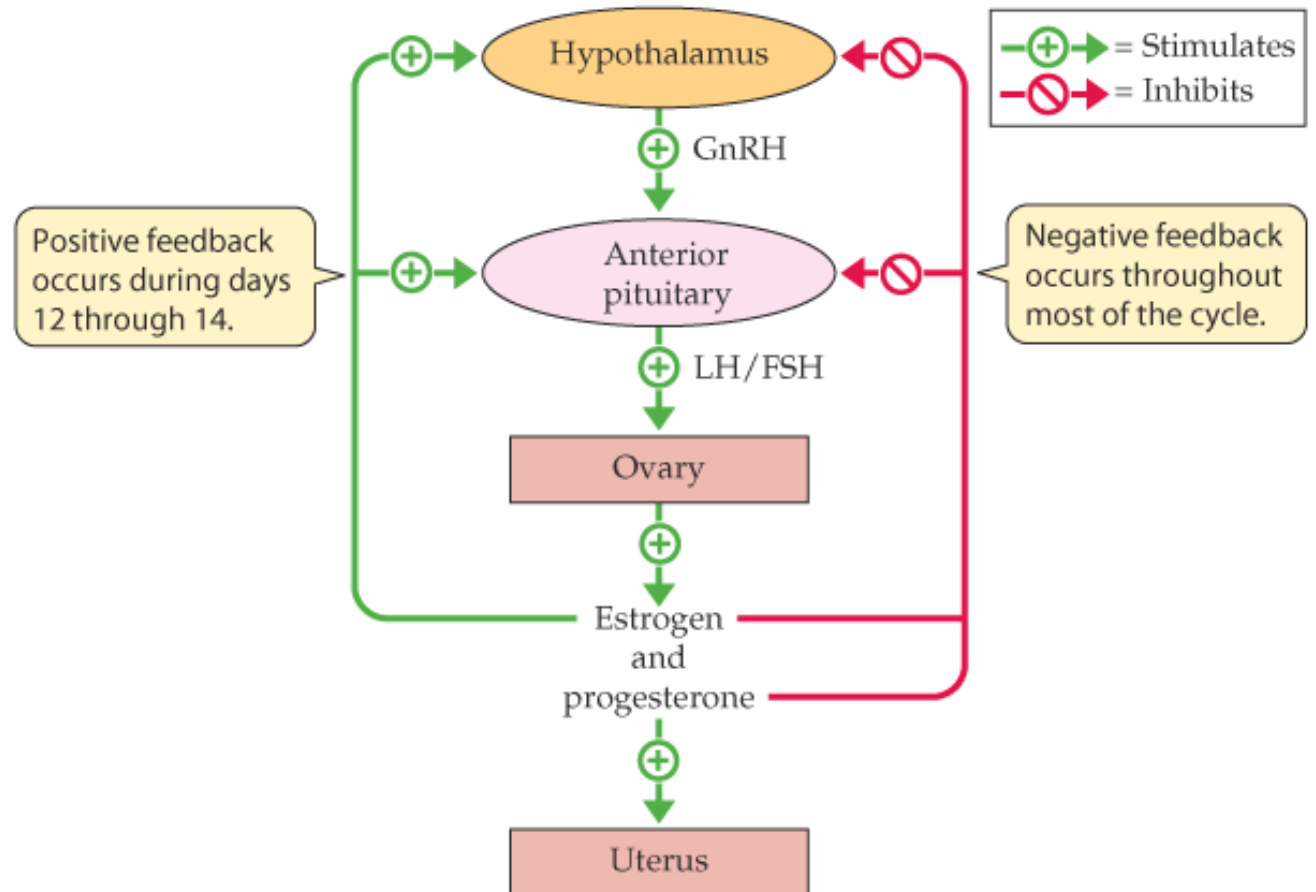 Hypothalamus
= Stimulates
= Inhibits
GnRH
Positive feedback
occurs during days
12 through 14.
Anterior
pituitary
Negative feedback
occurs throughout
most of the cycle.
LH/FSH
Ovary
Estrogen
and
progesterone
Uterus